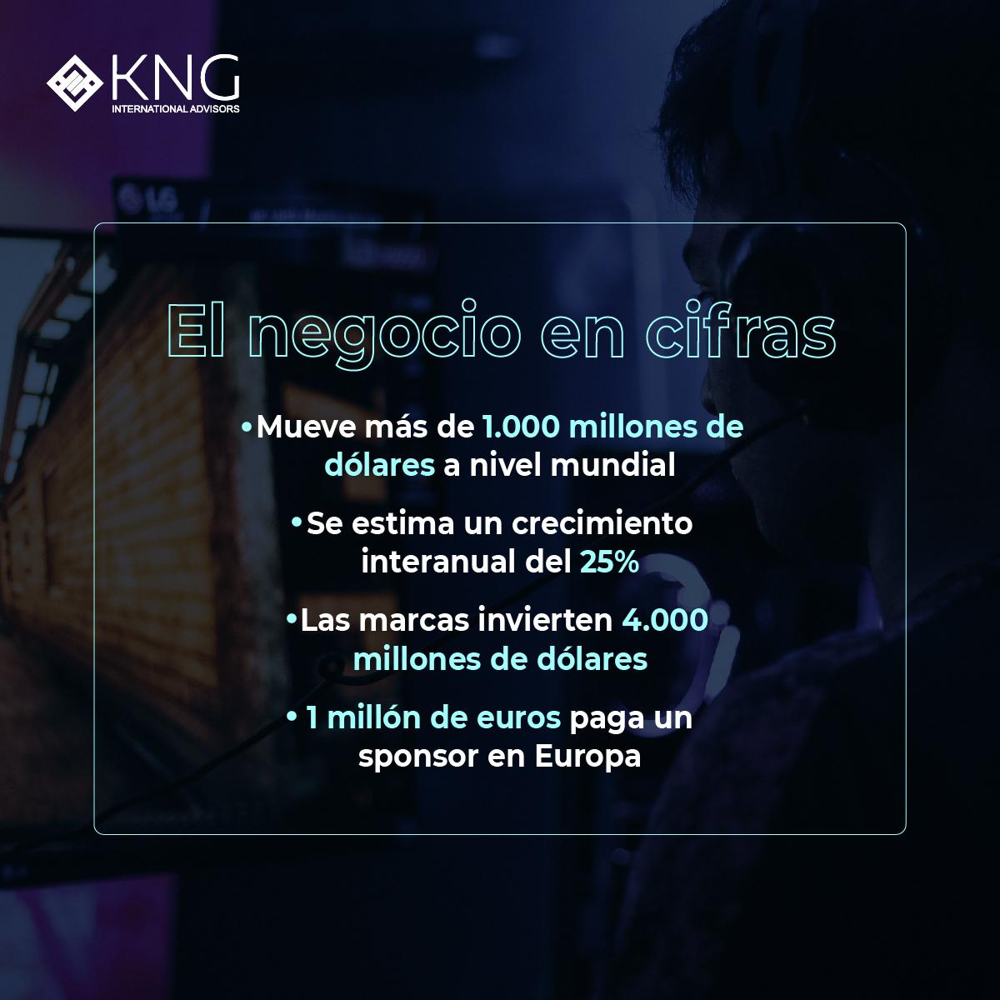 KNG
INTERNATIONAL ADVISORS
LG
El negocio en cifras
•Mueve más de 1.000 millones de
dólares a nivel mundial
•Se estima un crecimiento
interanual del 25%
•Las marcas invierten 4.000
millones de dólares
• 1 millón de euros paga un
sponsor en Europa